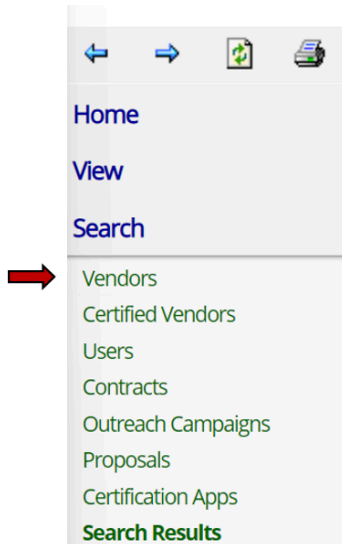 Home
View
Search
Vendors
Certified Vendors
Users
Contracts
Outreach Campaigns
Proposals
Certification Apps
Search Results